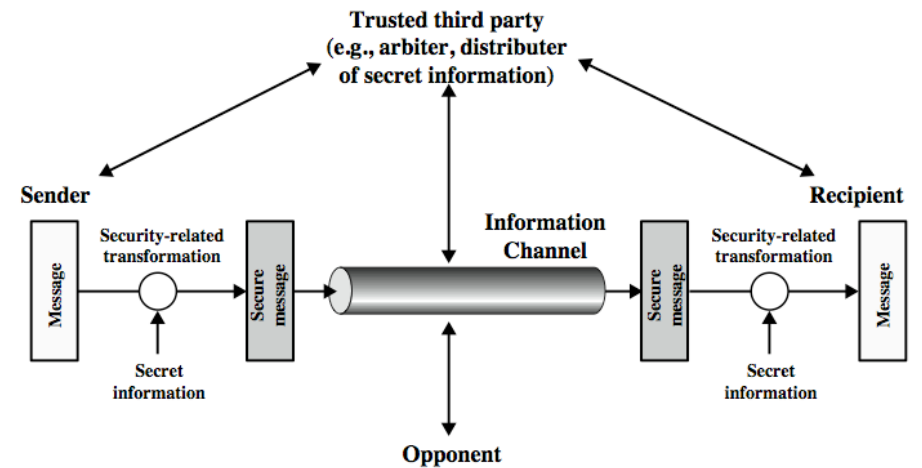 Trusted third party
(e.g., arbiter, distributer
of secret information)
Sender
Recipient
Information
Channel
Security-related
transformation
Security-related
transformation
Message
Secure
message
Secure
message
Message
Secret
information
Secret
information
Opponent